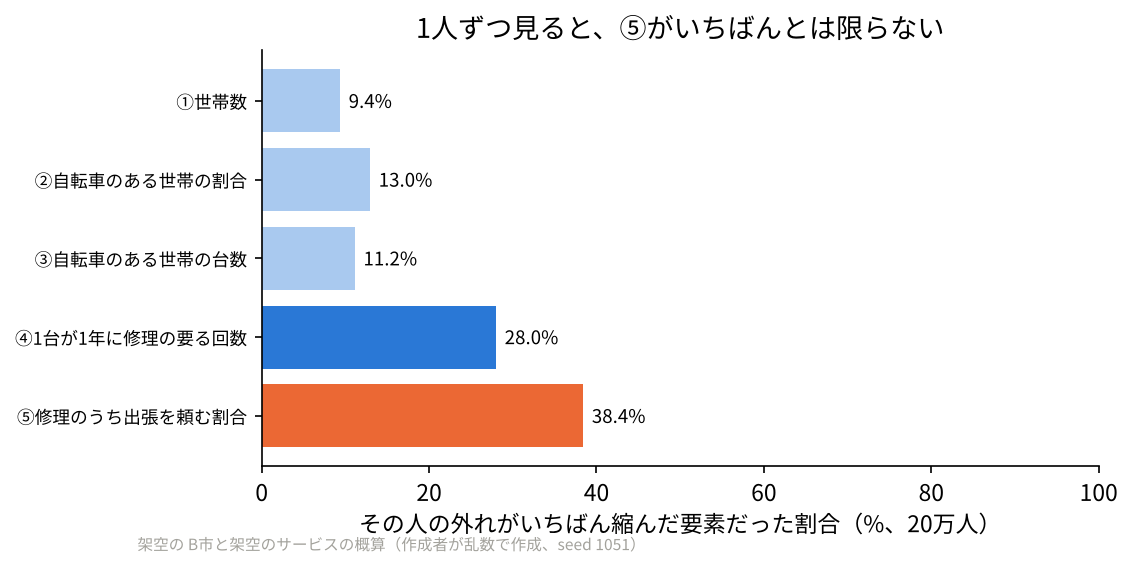 1人ずつ見ると、⑤がいちばんとは限らない
①世帯数
9.4%
②自転車のある世帯の割合
13.0%
③自転車のある世帯の台数
11.2%
④1台が1年に修理の要る回数
28.0%
⑤修理のうち出張を頼む割合
38.4%
0 20 40 60 80 100
その人の外れがいちばん縮んだ要素だった割合（%、20万人）
架空の B市と架空のサービスの概算（作成者が乱数で作成、seed 1051）